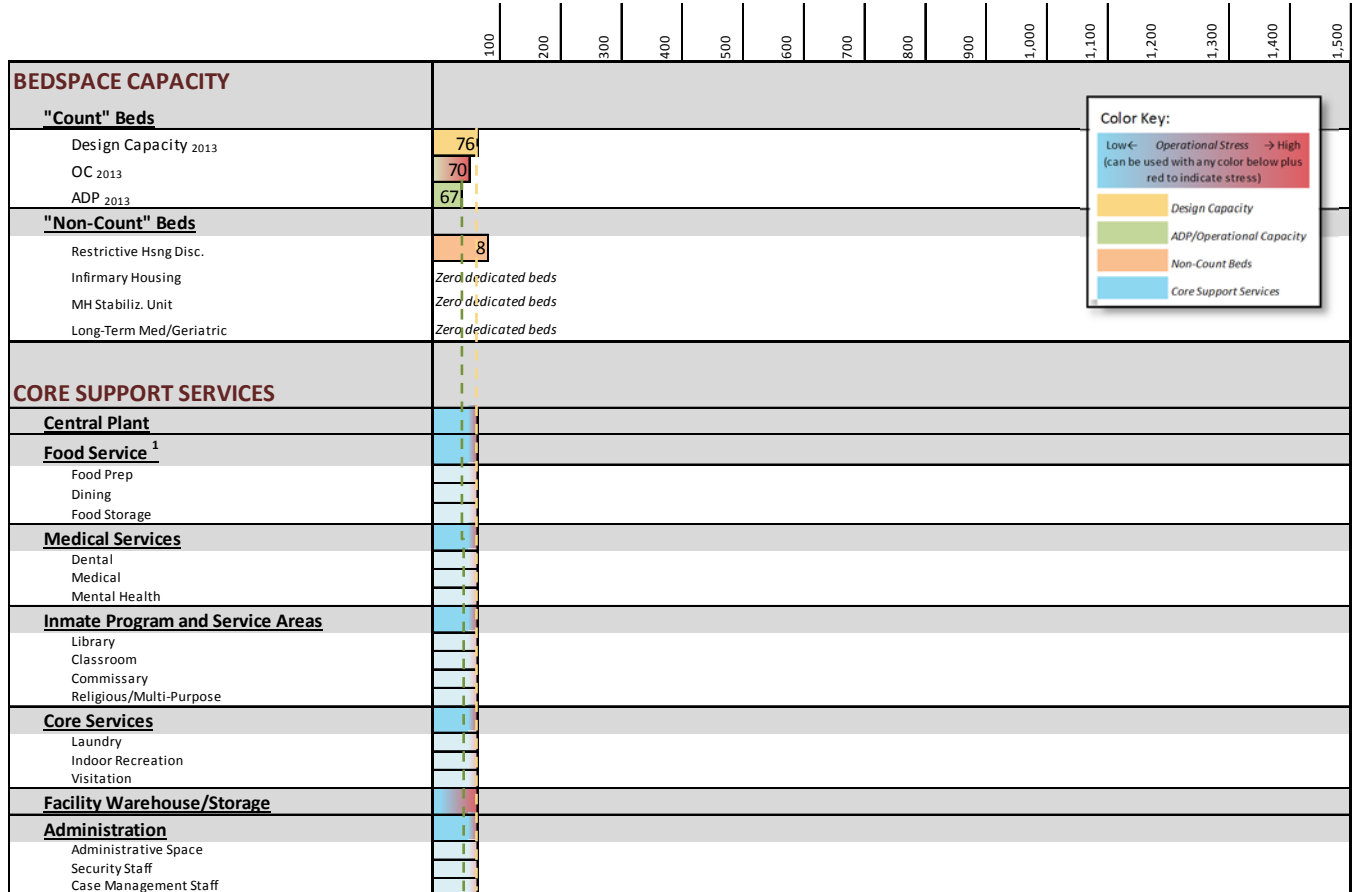 100 200 300 400 500 600 700 800 900 1,000 1,100 1,200 1,300 1,400 1,500
BEDSPACE CAPACITY
"Count" Beds
Design Capacity 2013 76
OC 2013 70
ADP 2013 67
"Non-Count" Beds
Restrictive Hsng Disc. 8
Infirmary Housing Zero dedicated beds
MH Stabiliz. Unit Zero dedicated beds
Long-Term Med/Geriatric Zero dedicated beds
Color Key:
Low← Operational Stress → High
(can be used with any color below plus
red to indicate stress)
Design Capacity
ADP/Operational Capacity
Non-Count Beds
Core Support Services
CORE SUPPORT SERVICES
Central Plant
Food Service 1
Food Prep
Dining
Food Storage
Medical Services
Dental
Medical
Mental Health
Inmate Program and Service Areas
Library
Classroom
Commissary
Religious/Multi-Purpose
Core Services
Laundry
Indoor Recreation
Visitation
Facility Warehouse/Storage
Administration
Administrative Space
Security Staff
Case Management Staff